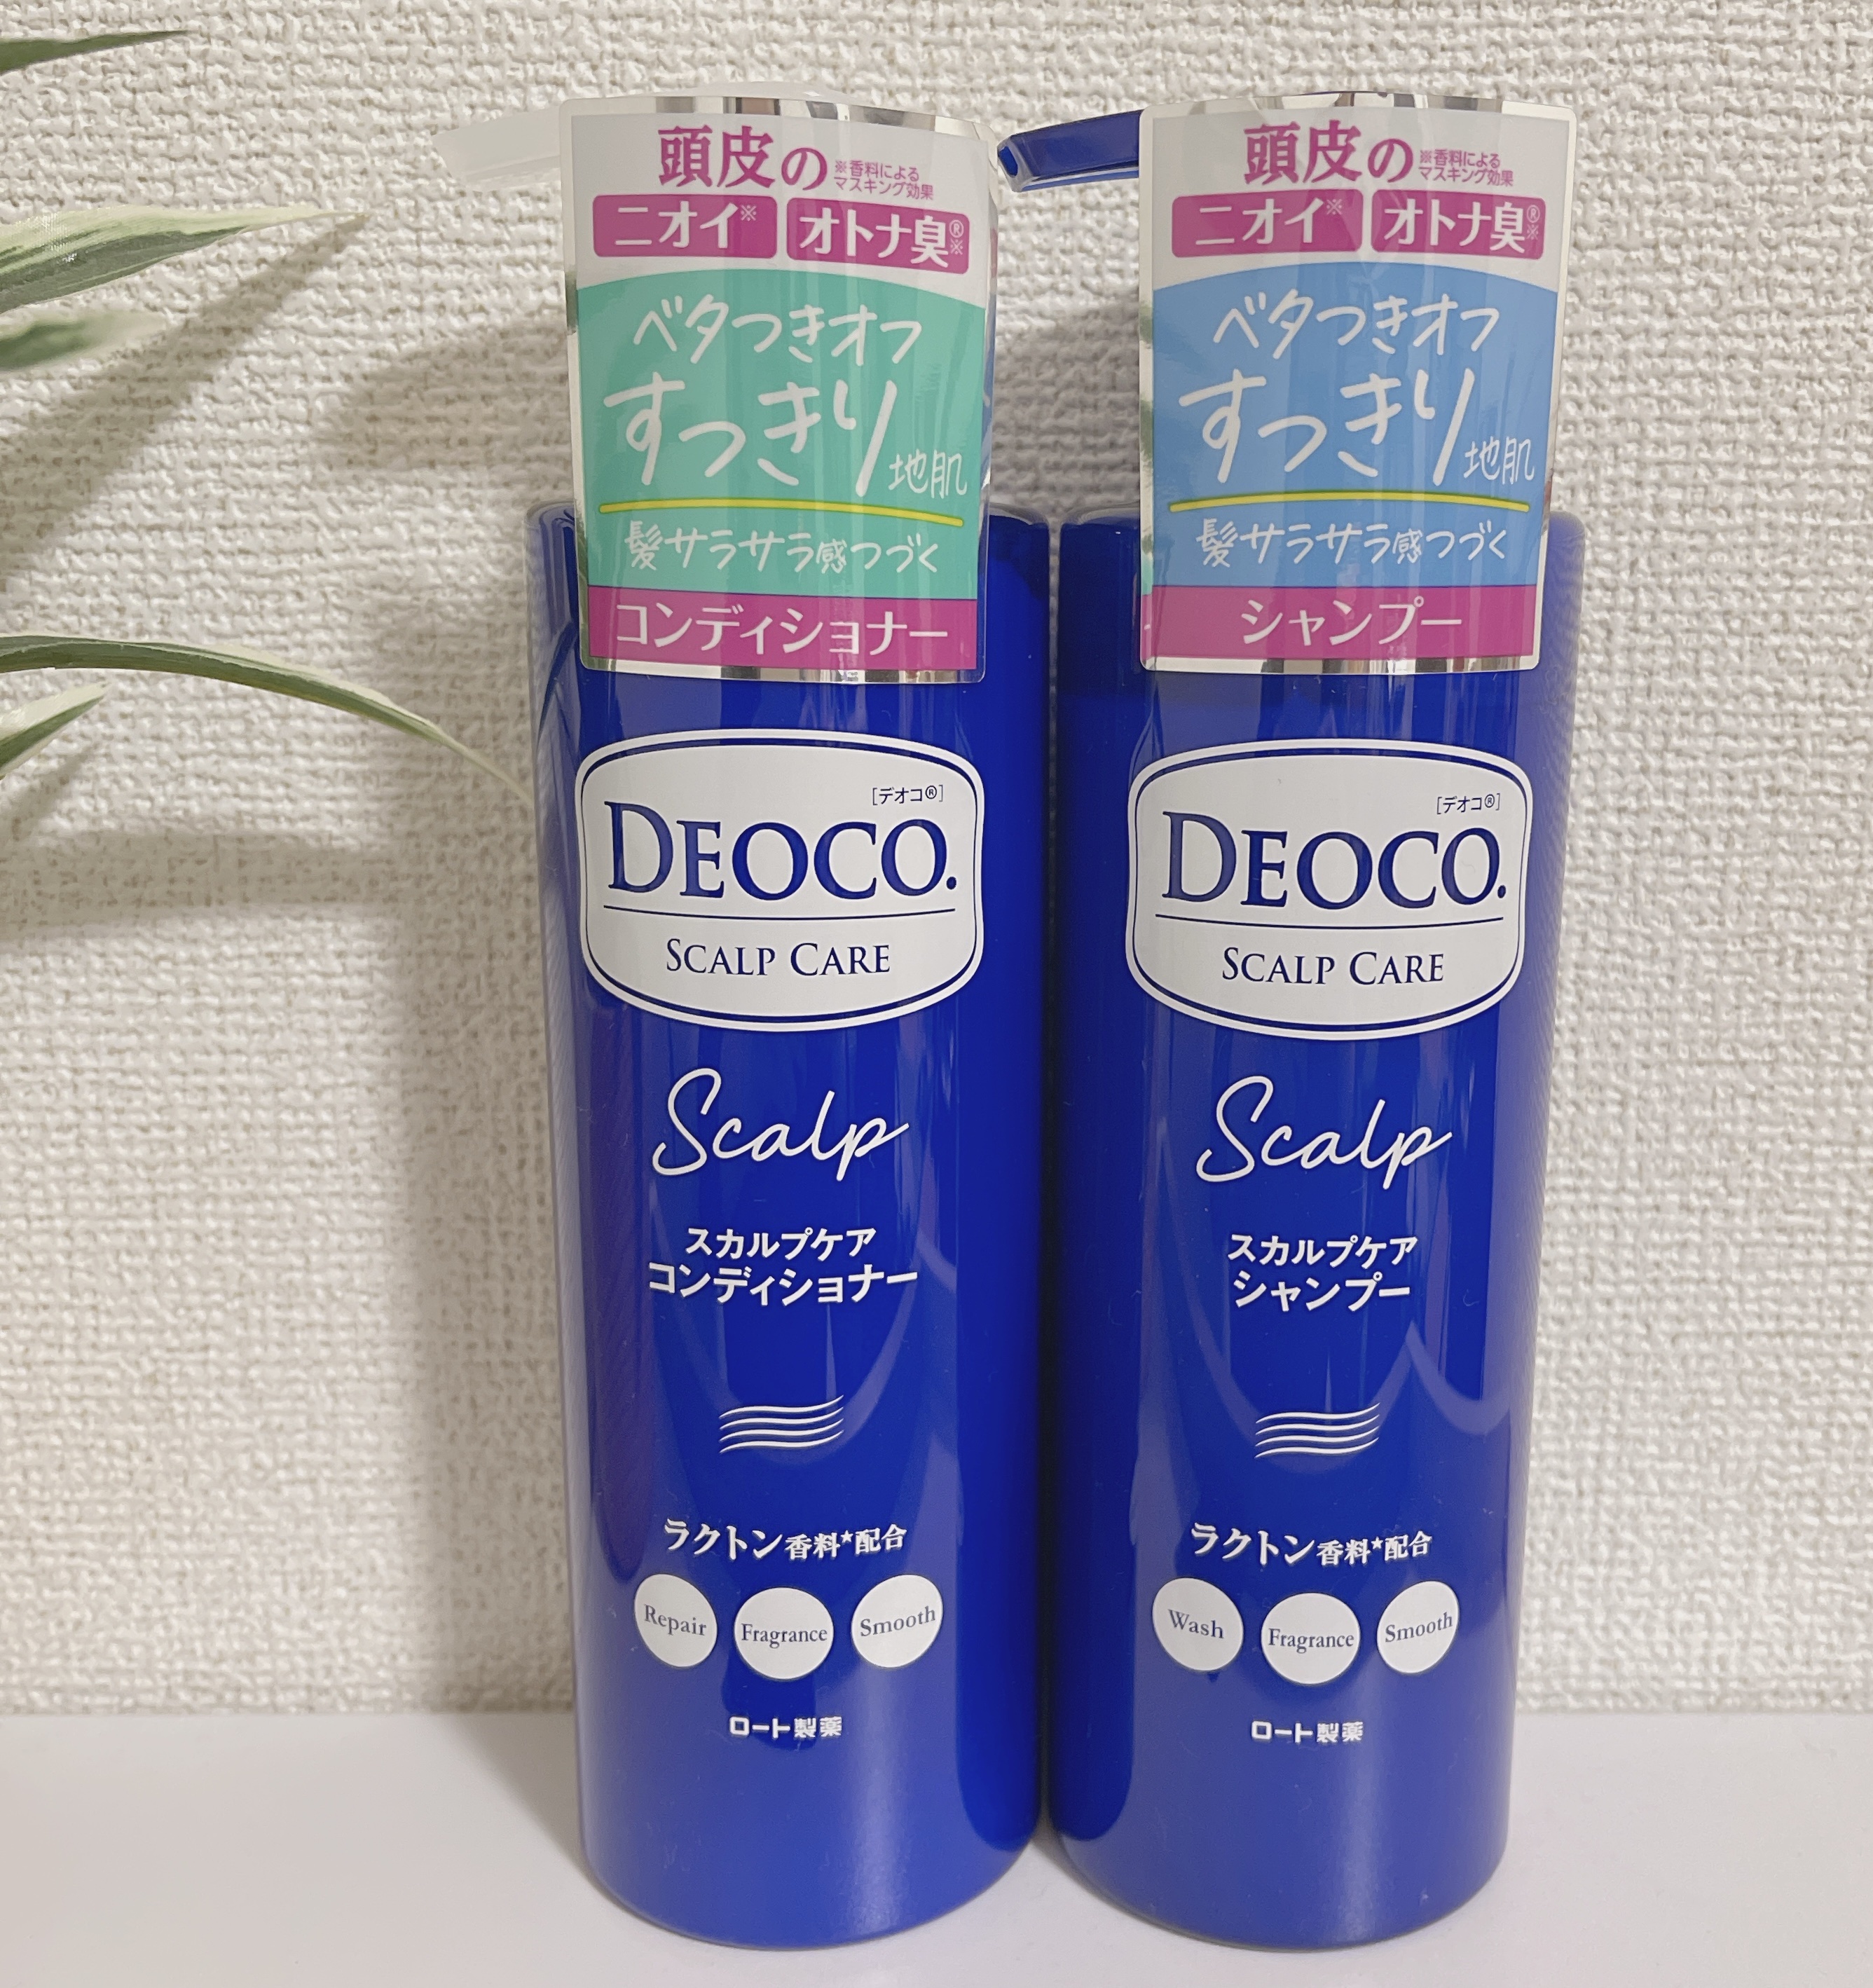 頭皮の
※香料による
マスキング効果
ニオイ※ オトナ臭®※
ベタつきオフ
すっきり地肌
髪サラサラ感つづく
コンディショナー
[デオコ®]
DEOCO.
SCALP CARE
Scalp
スカルプケア
コンディショナー
ラクトン香料★配合
Repair Fragrance Smooth
ロート製薬
頭皮の
※香料による
マスキング効果
ニオイ※ オトナ臭®※
ベタつきオフ
すっきり地肌
髪サラサラ感つづく
シャンプー
[デオコ®]
DEOCO.
SCALP CARE
Scalp
スカルプケア
シャンプー
ラクトン香料★配合
Wash Fragrance Smooth
ロート製薬